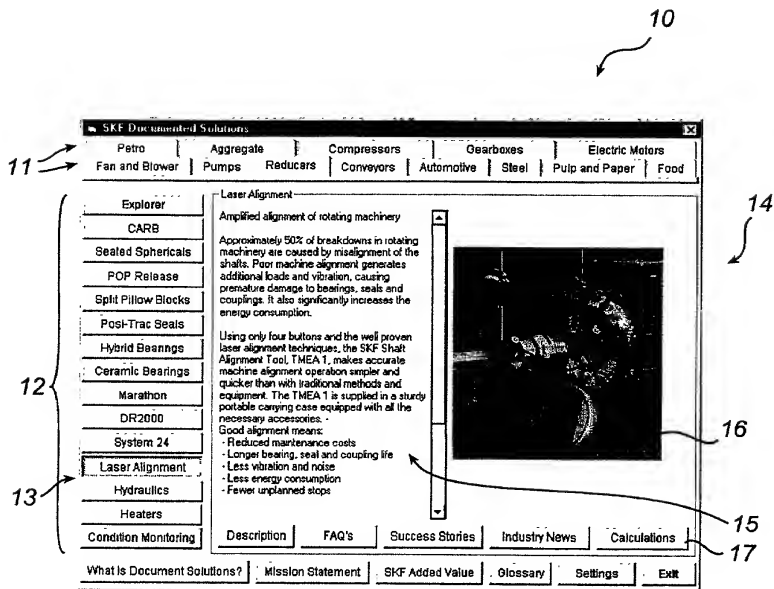 10
SKF Documented Solutions
11
Petro Aggregate Compressors Gearboxes Electric Motors
Fan and Blower Pumps Reducers Conveyors Automotive Steel Pulp and Paper Food
12
Explorer
CARB
Sealed Sphericals
POP Release
Split Pillow Blocks
Posi-Trac Seals
Hybrid Bearings
Ceramic Bearings
Marathon
DR2000
System 24
13
Laser Alignment
Hydraulics
Heaters
Condition Monitoring
Laser Alignment
Amplified alignment of rotating machinery
Approximately 50% of breakdowns in rotating
machinery are caused by misalignment of the
shafts. Poor machine alignment generates
additional loads and vibration, causing
premature damage to bearings, seals and
couplings. It also significantly increases the
energy consumption.
Using only four buttons and the well proven
laser alignment techniques, the SKF Shaft
Alignment Tool, TMEA 1, makes accurate
machine alignment operation simpler and
quicker than with traditional methods and
equipment. The TMEA 1 is supplied in a sturdy
portable carrying case equipped with all the
necessary accessories. -
Good alignment means:
- Reduced maintenance costs
- Longer bearing, seal and coupling life
- Less vibration and noise
- Less energy consumption
- Fewer unplanned stops
14
16
15
Description FAQ's Success Stories Industry News Calculations
17
What is Document Solutions? Mission Statement SKF Added Value Glossary Settings Exit